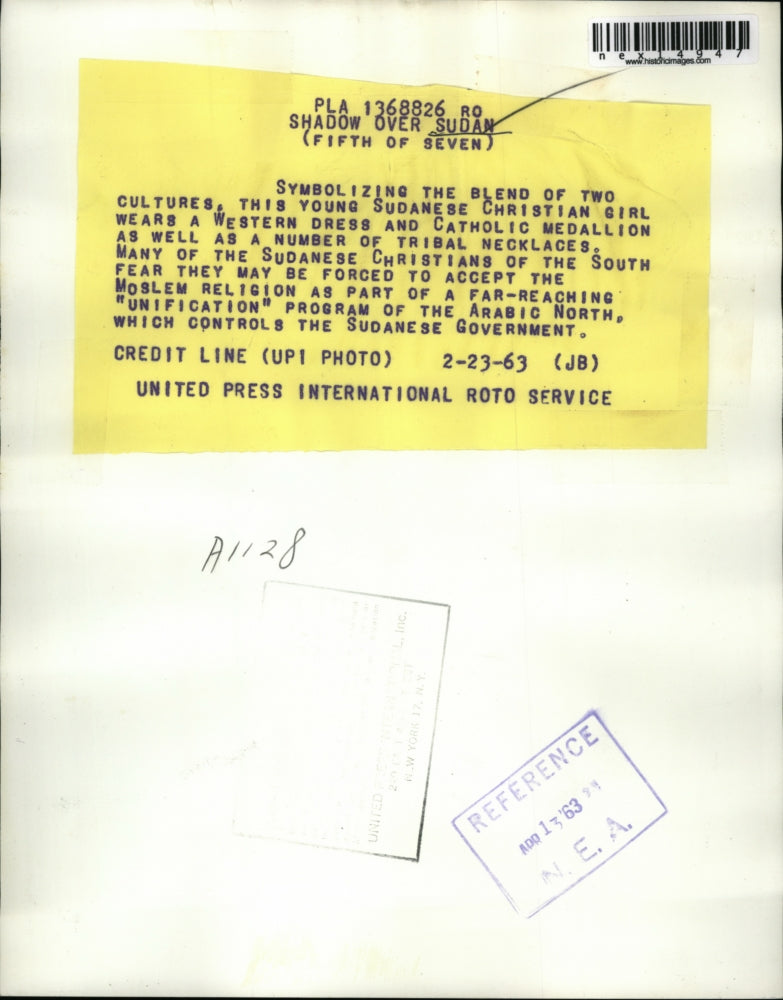 nex14947
www.historicimages.com
PLA 1368826 RO
SHADOW OVER SUDAN
(FIFTH OF SEVEN)
SYMBOLIZING THE BLEND OF TWO
CULTURES, THIS YOUNG SUDANESE CHRISTIAN GIRL
WEARS A WESTERN DRESS AND CATHOLIC MEDALLION
AS WELL AS A NUMBER OF TRIBAL NECKLACES.
MANY OF THE SUDANESE CHRISTIANS OF THE SOUTH
FEAR THEY MAY BE FORCED TO ACCEPT THE
MOSLEM RELIGION AS PART OF A FAR-REACHING
"UNIFICATION" PROGRAM OF THE ARABIC NORTH,
WHICH CONTROLS THE SUDANESE GOVERNMENT.
CREDIT LINE (UPI PHOTO) 2-23-63 (JB)
UNITED PRESS INTERNATIONAL ROTO SERVICE
A1128
UNITED Inc.
N.W YORK 17, N.Y.
REFERENCE
APR 13 '63
N. E. A.